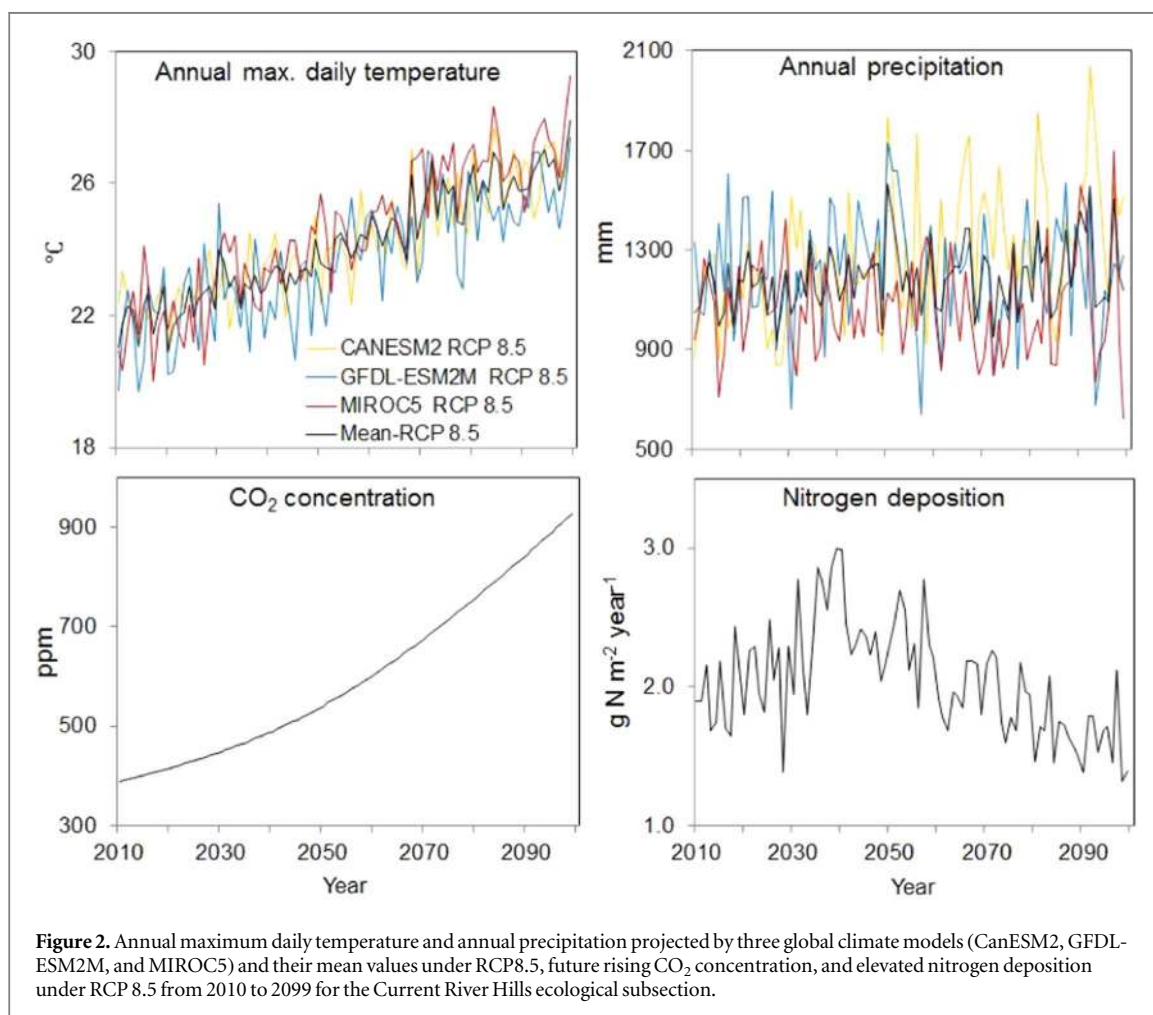 Annual max. daily temperature
30
26
22
18
°C
CANESM2 RCP 8.5
GFDL-ESM2M RCP 8.5
MIROC5 RCP 8.5
Mean-RCP 8.5
Annual precipitation
2100
1700
1300
900
500
mm
CO₂ concentration
900
700
500
300
ppm
2010 2030 2050 2070 2090
Year
Nitrogen deposition
3.0
2.0
1.0
g N m⁻² year⁻¹
2010 2030 2050 2070 2090
Year
Figure 2. Annual maximum daily temperature and annual precipitation projected by three global climate models (CanESM2, GFDL-
ESM2M, and MIROC5) and their mean values under RCP8.5, future rising CO₂ concentration, and elevated nitrogen deposition
under RCP 8.5 from 2010 to 2099 for the Current River Hills ecological subsection.